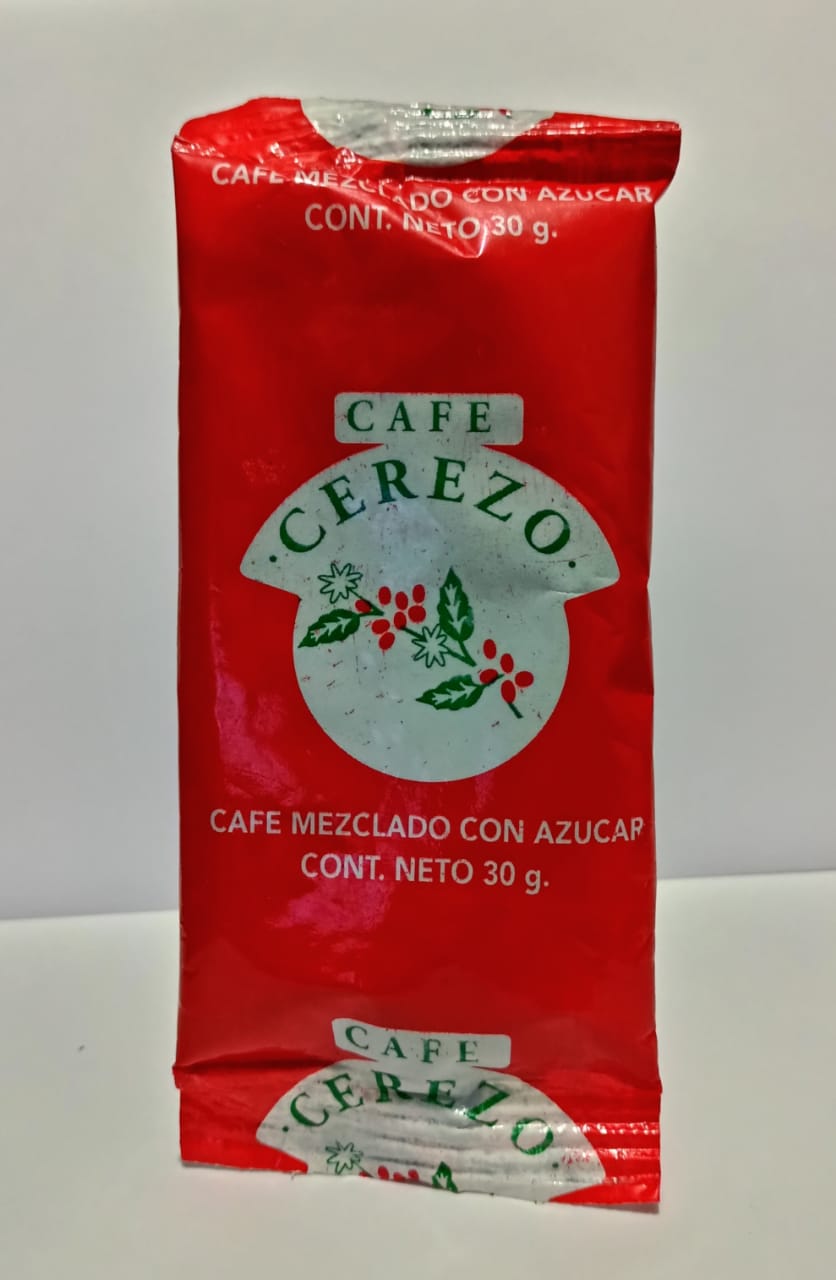 CAFE MEZCLADO CON AZUCAR
CONT. NETO 30 g.
CAFE
CEREZO
CAFE MEZCLADO CON AZUCAR
CONT. NETO 30 g.
CAFE
CEREZO